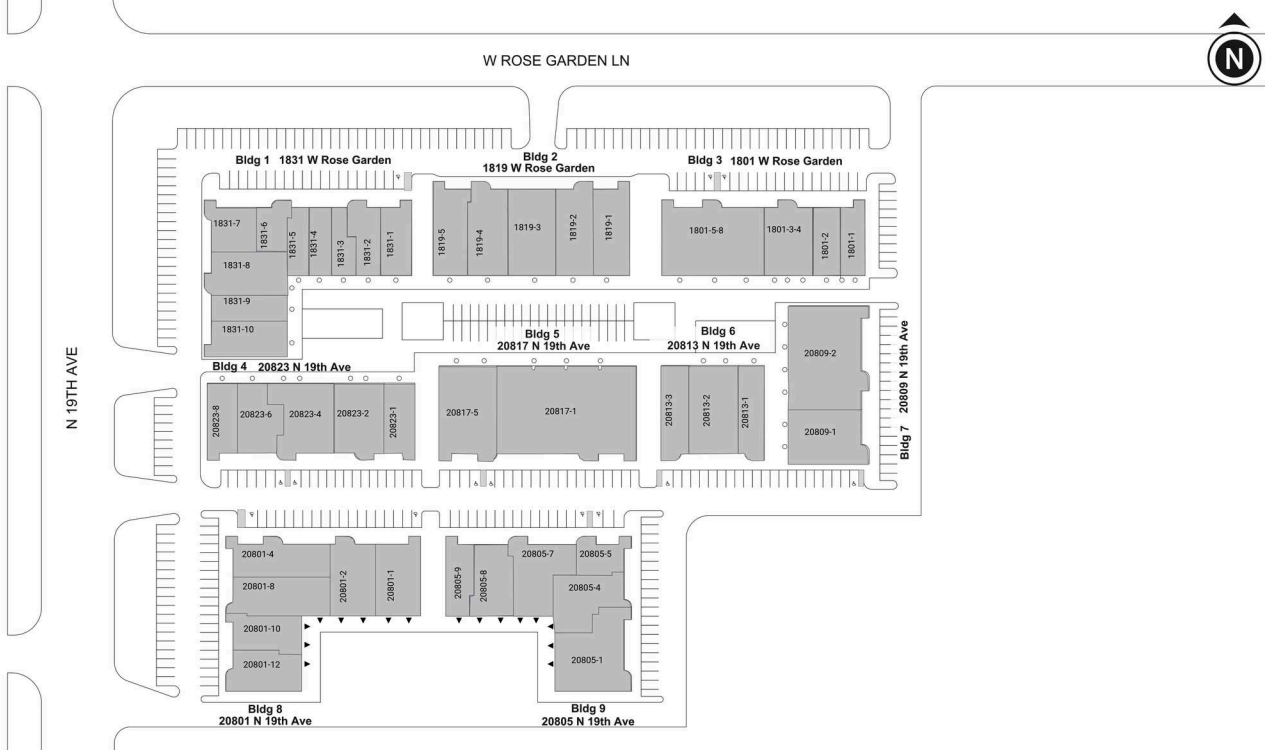 W ROSE GARDEN LN
N
Bldg 1 1831 W Rose Garden
Bldg 2
1819 W Rose Garden
Bldg 3 1801 W Rose Garden
1831-7
1831-6
1831-5
1831-4
1831-3
1831-2
1831-1
1831-8
1831-9
1831-10
1819-5
1819-4
1819-3
1819-2
1819-1
1801-5-8
1801-3-4
1801-2
1801-1
N 19TH AVE
Bldg 4 20823 N 19th Ave
Bldg 5
20817 N 19th Ave
Bldg 6
20813 N 19th Ave
Bldg 7 20809 N 19th Ave
20809-2
20809-1
20823-8
20823-6
20823-4
20823-2
20823-1
20817-5
20817-1
20813-3
20813-2
20813-1
20801-4
20801-8
20801-2
20801-1
20801-10
20801-12
20805-9
20805-8
20805-7
20805-5
20805-4
20805-1
Bldg 8
20801 N 19th Ave
Bldg 9
20805 N 19th Ave